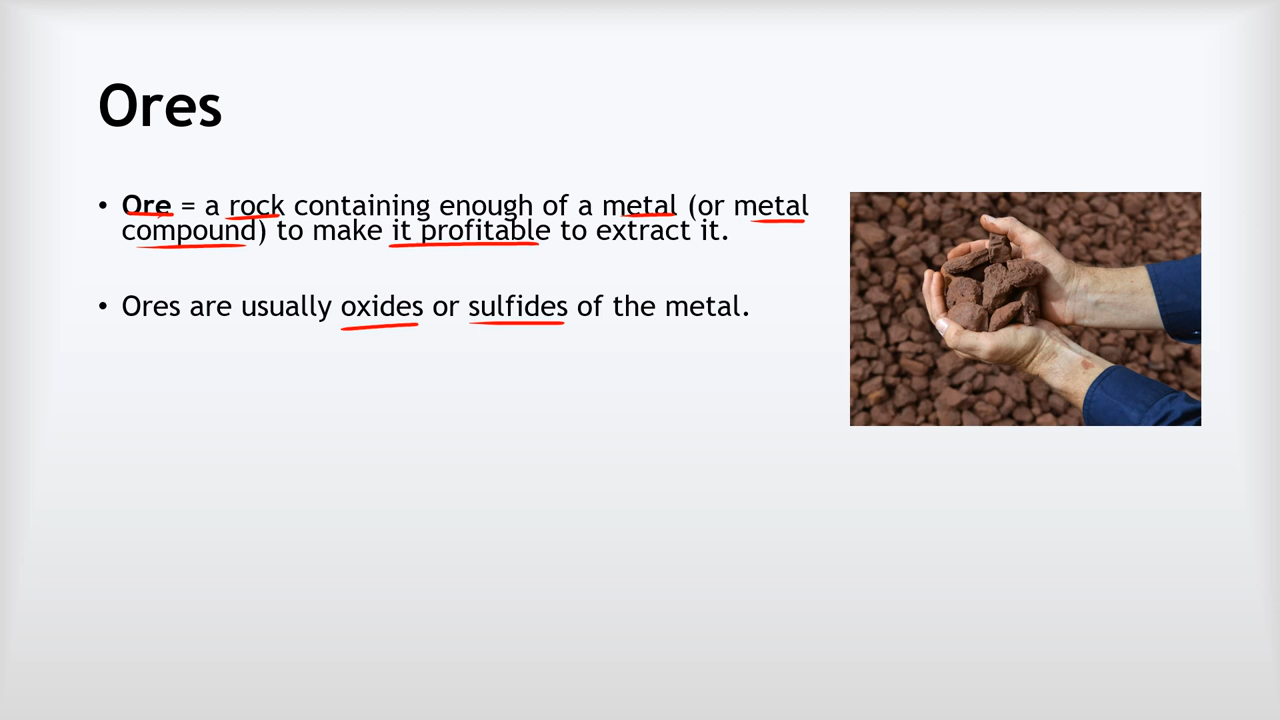 Ores
• Ore = a rock containing enough of a metal (or metal
compound) to make it profitable to extract it.
• Ores are usually oxides or sulfides of the metal.